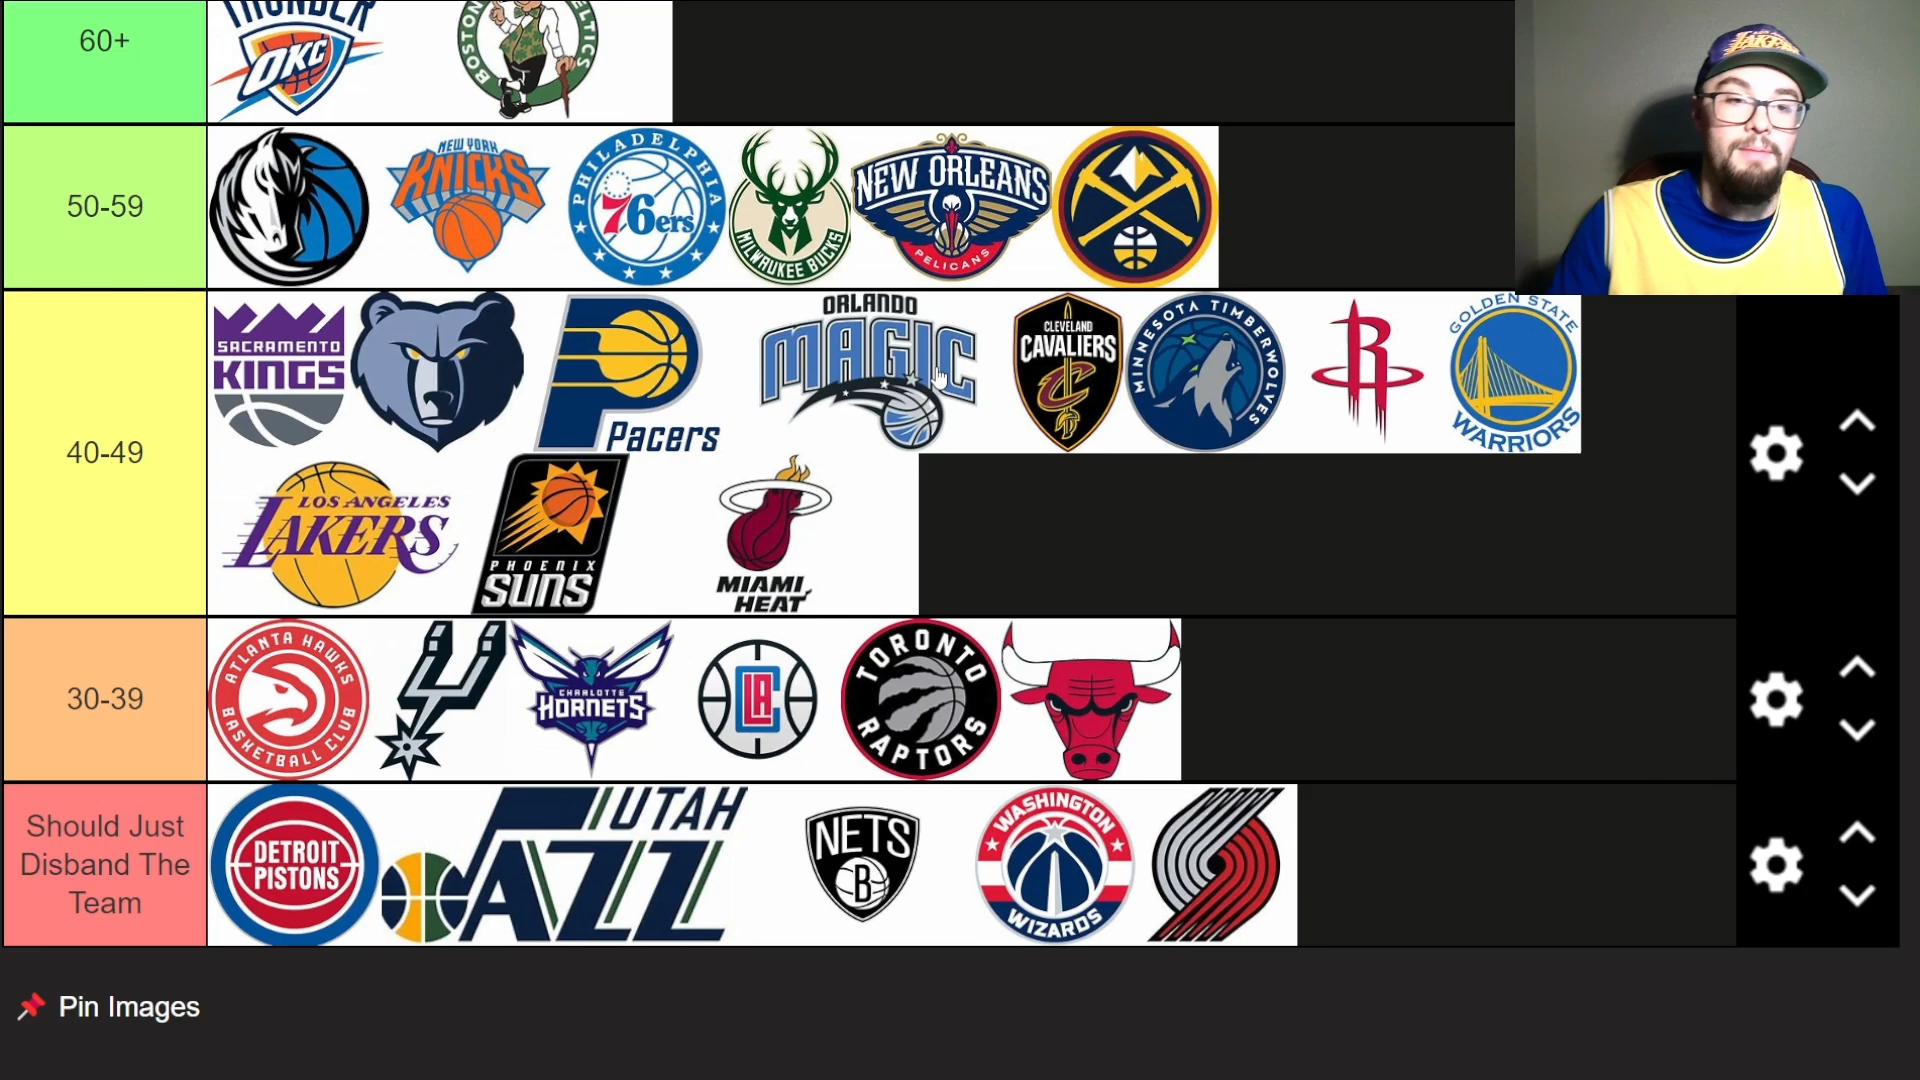 60+
THUNDER
OKC
BOSTON CELTICS
50-59
NEW YORK
KNICKS
PHILADELPHIA
76ers
MILWAUKEE BUCKS
NEW ORLEANS
PELICANS
40-49
SACRAMENTO
KINGS
Pacers
ORLANDO
MAGIC
CLEVELAND
CAVALIERS
C
MINNESOTA TIMBERWOLVES
R
GOLDEN STATE
WARRIORS
LOS ANGELES
LAKERS
PHOENIX
SUNS
MIAMI
HEAT
LAKERS
30-39
ATLANTA HAWKS
BASKETBALL CLUB
CHARLOTTE
HORNETS
LAC
TORONTO
RAPTORS
Should Just
Disband The
Team
DETROIT
PISTONS
UTAH
JAZZ
NETS
B
WASHINGTON
WIZARDS
Pin Images